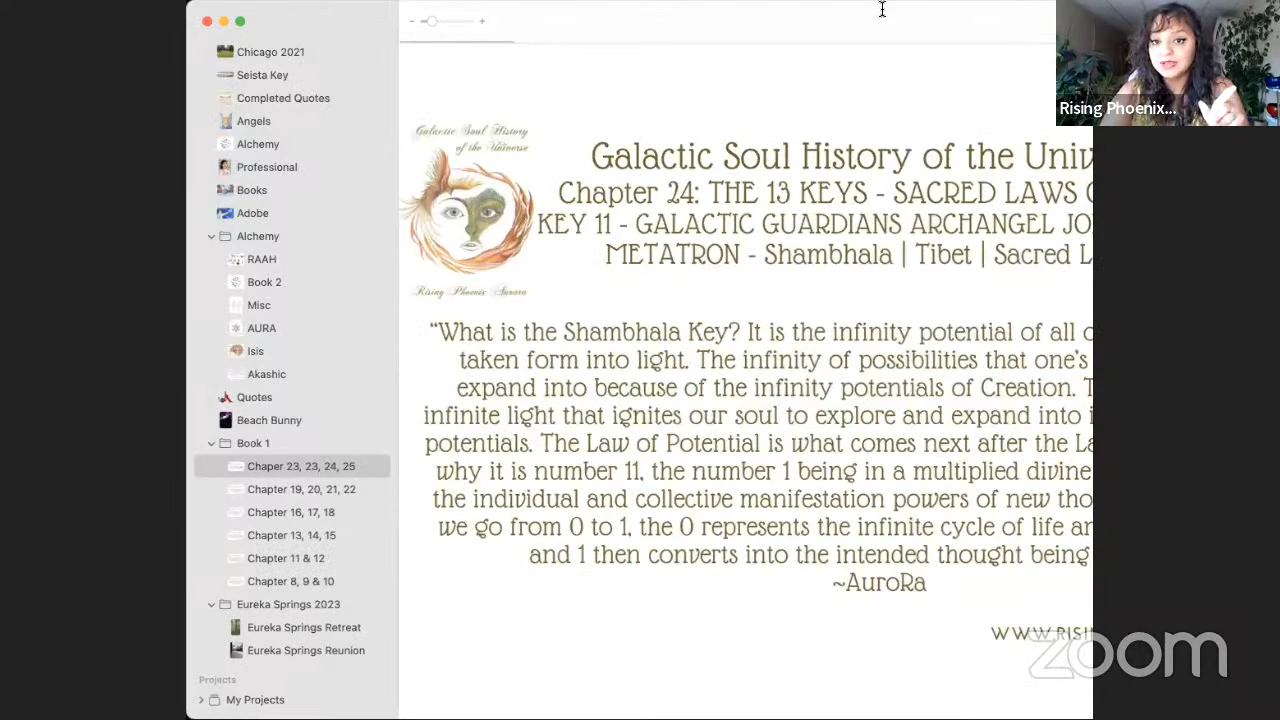 Chicago 2021
Seista Key
Completed Quotes
Angels
Alchemy
Professional
Books
Adobe
Alchemy
RAAH
Book 2
Misc
AURA
Isis
Akashic
Quotes
Beach Bunny
Book 1
Chaper 23, 23, 24, 25
Chapter 19, 20, 21, 22
Chapter 16, 17, 18
Chapter 13, 14, 15
Chapter 11 & 12
Chapter 8, 9 & 10
Eureka Springs 2023
Eureka Springs Retreat
Eureka Springs Reunion
Projects
My Projects
Galactic Soul History
of the Universe
Rising Phoenix Aurora
Galactic Soul History of the Univ
Chapter 24: THE 13 KEYS - SACRED LAWS
KEY 11 - GALACTIC GUARDIANS ARCHANGEL JO
METATRON - Shambhala | Tibet | Sacred L
“What is the Shambhala Key? It is the infinity potential of all
taken form into light. The infinity of possibilities that one’s
expand into because of the infinity potentials of Creation.
infinite light that ignites our soul to explore and expand into
potentials. The Law of Potential is what comes next after the
why it is number 11, the number 1 being in a multiplied divine
the individual and collective manifestation powers of new
we go from 0 to 1, the 0 represents the infinite cycle of life
and 1 then converts into the intended thought being
~AuroRa
WWW.RISI
Rising Phoenix...
zoom